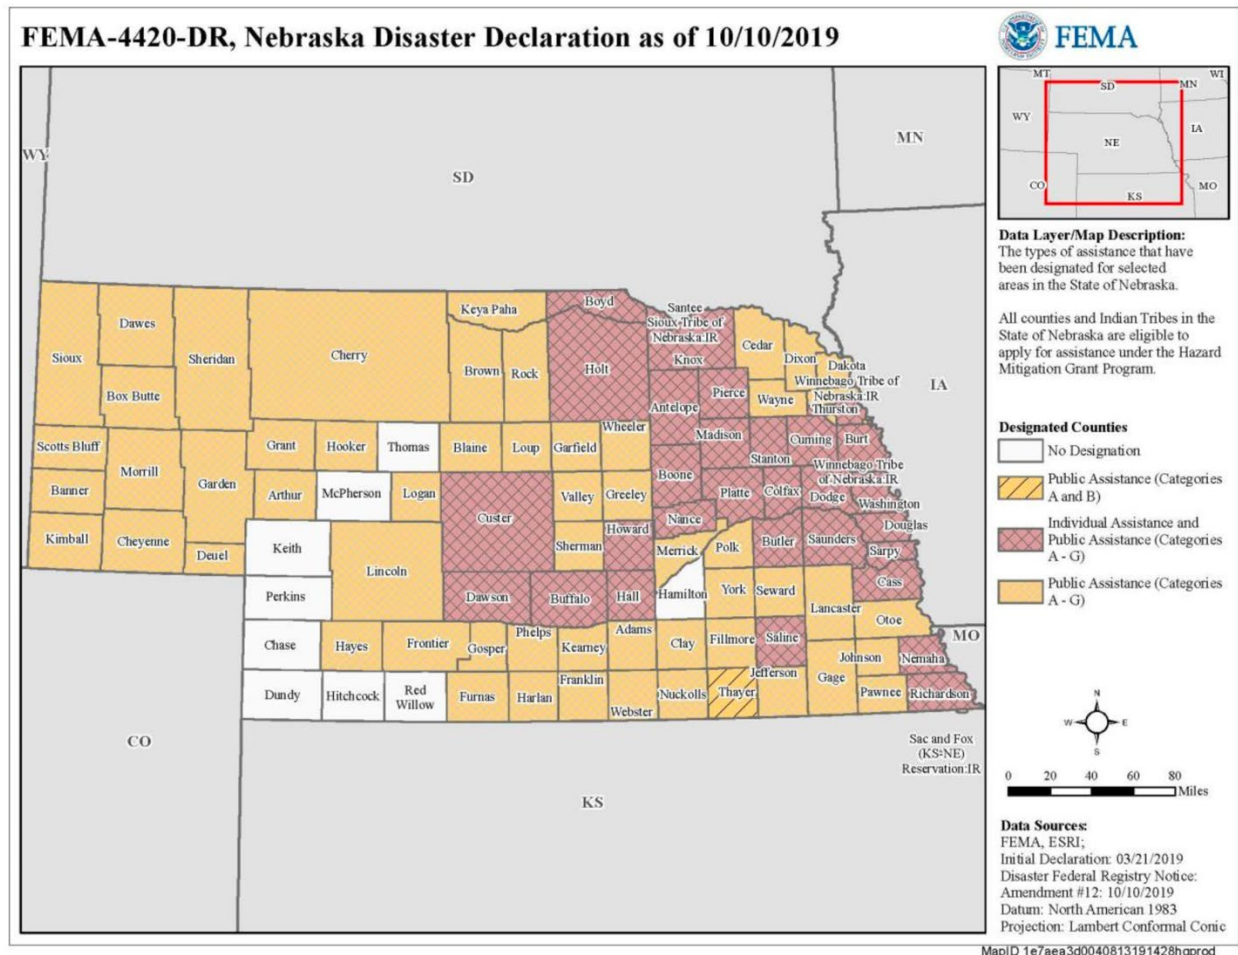 FEMA-4420-DR, Nebraska Disaster Declaration as of 10/10/2019
FEMA
MT
WI
SD
MN
WY
IA
NE
CO
KS
MO
WY
SD
MN
IA
MO
CO
KS
Data Layer/Map Description:
The types of assistance that have
been designated for selected
areas in the State of Nebraska.
All counties and Indian Tribes in the
State of Nebraska are eligible to
apply for assistance under the Hazard
Mitigation Grant Program.
Designated Counties
No Designation
Public Assistance (Categories
A and B)
Individual Assistance and
Public Assistance (Categories
A - G)
Public Assistance (Categories
A - G)
Sioux
Dawes
Box Butte
Sheridan
Cherry
Keya Paha
Brown
Rock
Boyd
Holt
Santee
Sioux Tribe of
Nebraska:IR
Knox
Cedar
Dixon
Dakota
Winnebago Tribe of
Nebraska:IR
Thurston
Wayne
Pierce
Antelope
Scotts Bluff
Banner
Kimball
Morrill
Cheyenne
Garden
Deuel
Grant
Hooker
Thomas
Blaine
Loup
Garfield
Wheeler
Madison
Stanton
Cuming
Burt
Winnebago Tribe
of Nebraska:IR
Arthur
McPherson
Logan
Custer
Valley
Greeley
Boone
Platte
Colfax
Dodge
Washington
Douglas
Nance
Howard
Sherman
Merrick
Polk
Butler
Saunders
Sarpy
Cass
Keith
Lincoln
Perkins
Dawson
Buffalo
Hall
Hamilton
York
Seward
Lancaster
Otoe
Chase
Hayes
Frontier
Gosper
Phelps
Kearney
Adams
Clay
Fillmore
Saline
Johnson
Nemaha
Dundy
Hitchcock
Red
Willow
Furnas
Harlan
Franklin
Webster
Nuckolls
Thayer
Jefferson
Gage
Pawnee
Richardson
Sac and Fox
(KS-NE)
Reservation:IR
N
W
E
S
0 20 40 60 80
Miles
Data Sources:
FEMA, ESRI;
Initial Declaration: 03/21/2019
Disaster Federal Registry Notice:
Amendment #12: 10/10/2019
Datum: North American 1983
Projection: Lambert Conformal Conic
MapID 1e7aea3d0040813191428hqprod